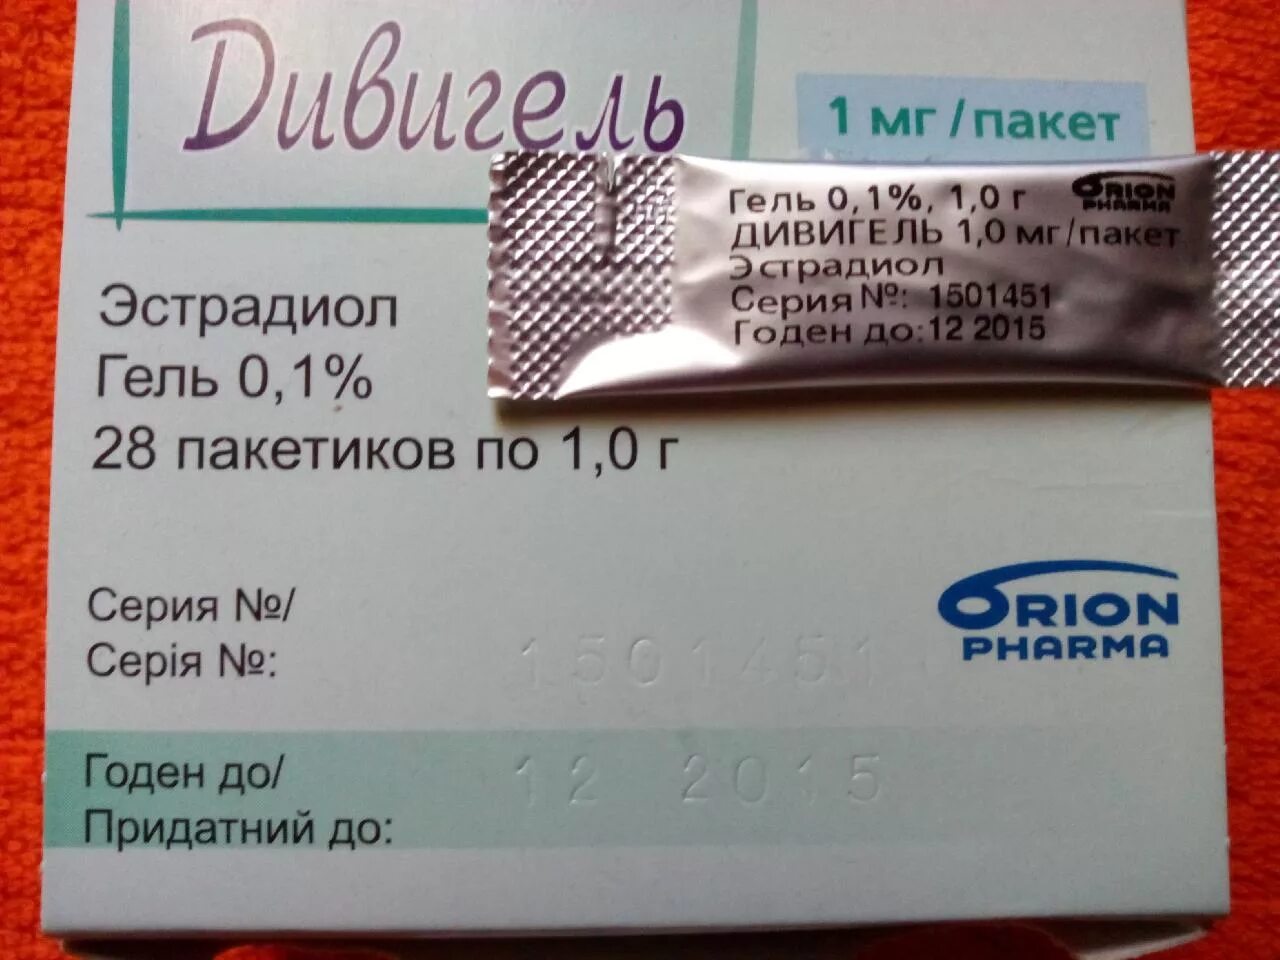 Дивигель
1 мг/пакет
Гель 0,1%, 1,0 г
ORION
PHARMA
ДИВИГЕЛЬ 1,0 мг/пакет
Эстрадиол
Серия №: 1501451
Годен до: 12 2015
Эстрадиол
Гель 0,1%
28 пакетиков по 1,0 г
ORION
PHARMA
Серия №/
Серія №: 1501451
Годен до/ 12 2015
Придатний до: